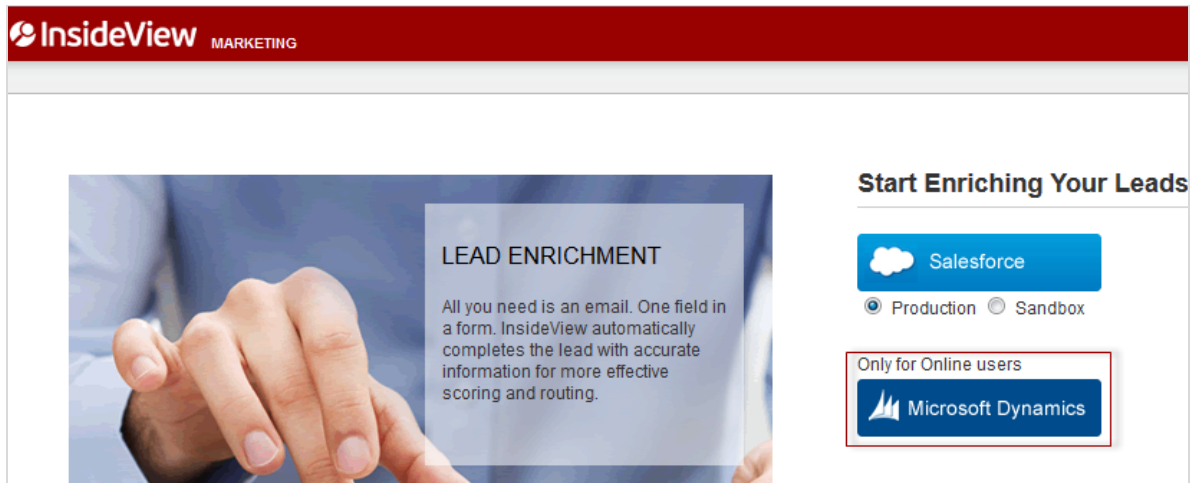 InsideView MARKETING
Start Enriching Your Leads
LEAD ENRICHMENT
All you need is an email. One field in
a form. InsideView automatically
completes the lead with accurate
information for more effective
scoring and routing.
Salesforce
Production Sandbox
Only for Online users
Microsoft Dynamics